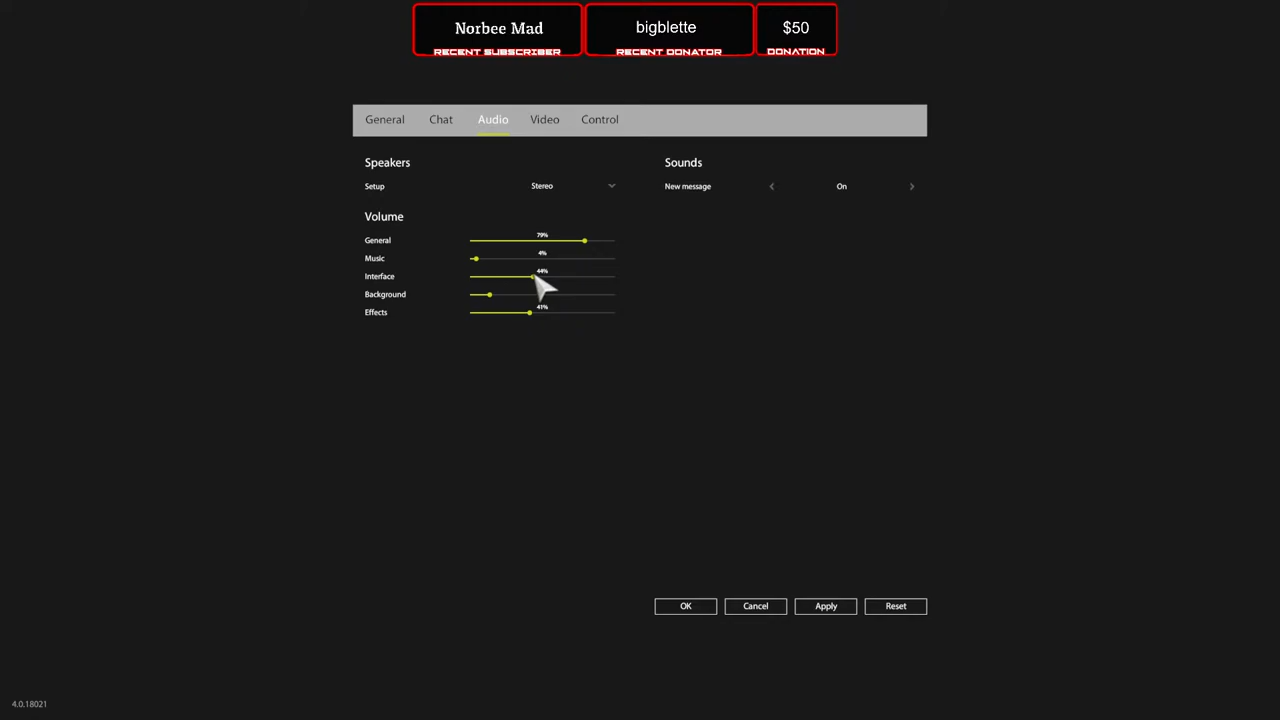 Norbee Mad
RECENT SUBSCRIBER
bigblette
RECENT DONATOR
$50
DONATION
General Chat Audio Video Control
Speakers
Setup Stereo
Volume
General 79%
Music 4%
Interface 44%
Background
Effects 41%
Sounds
New message On
OK Cancel Apply Reset
4.0.18021